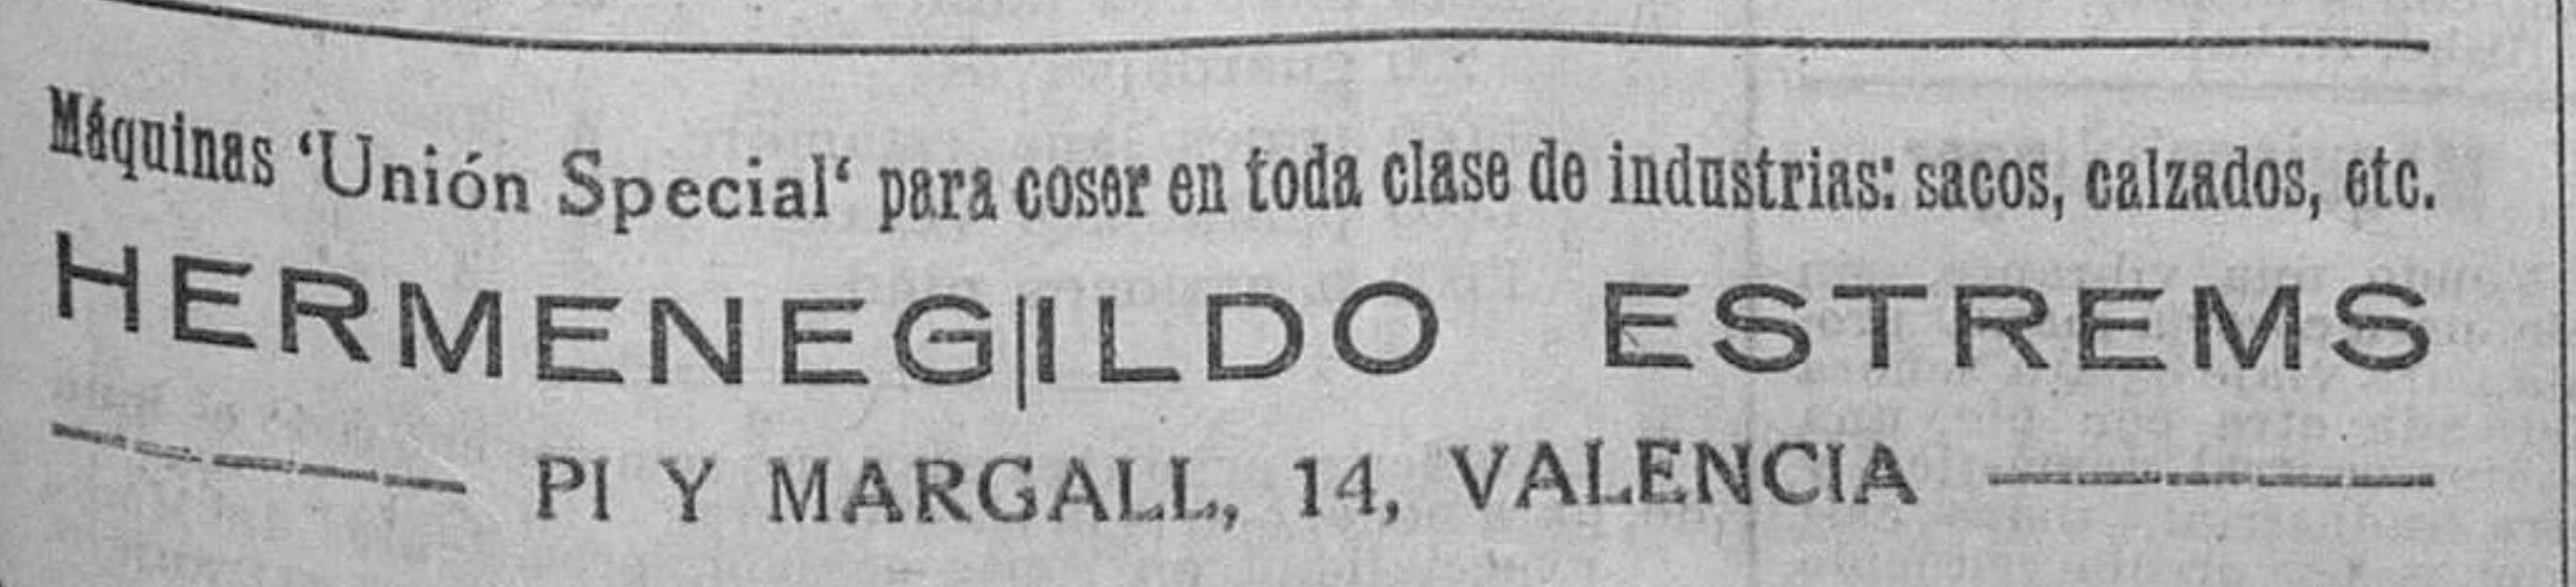 Máquinas ‘Unión Special‘ para coser en toda clase de industrias: sacos, calzados, etc.
HERMENEGILDO ESTREMS
PI Y MARGALL, 14, VALENCIA